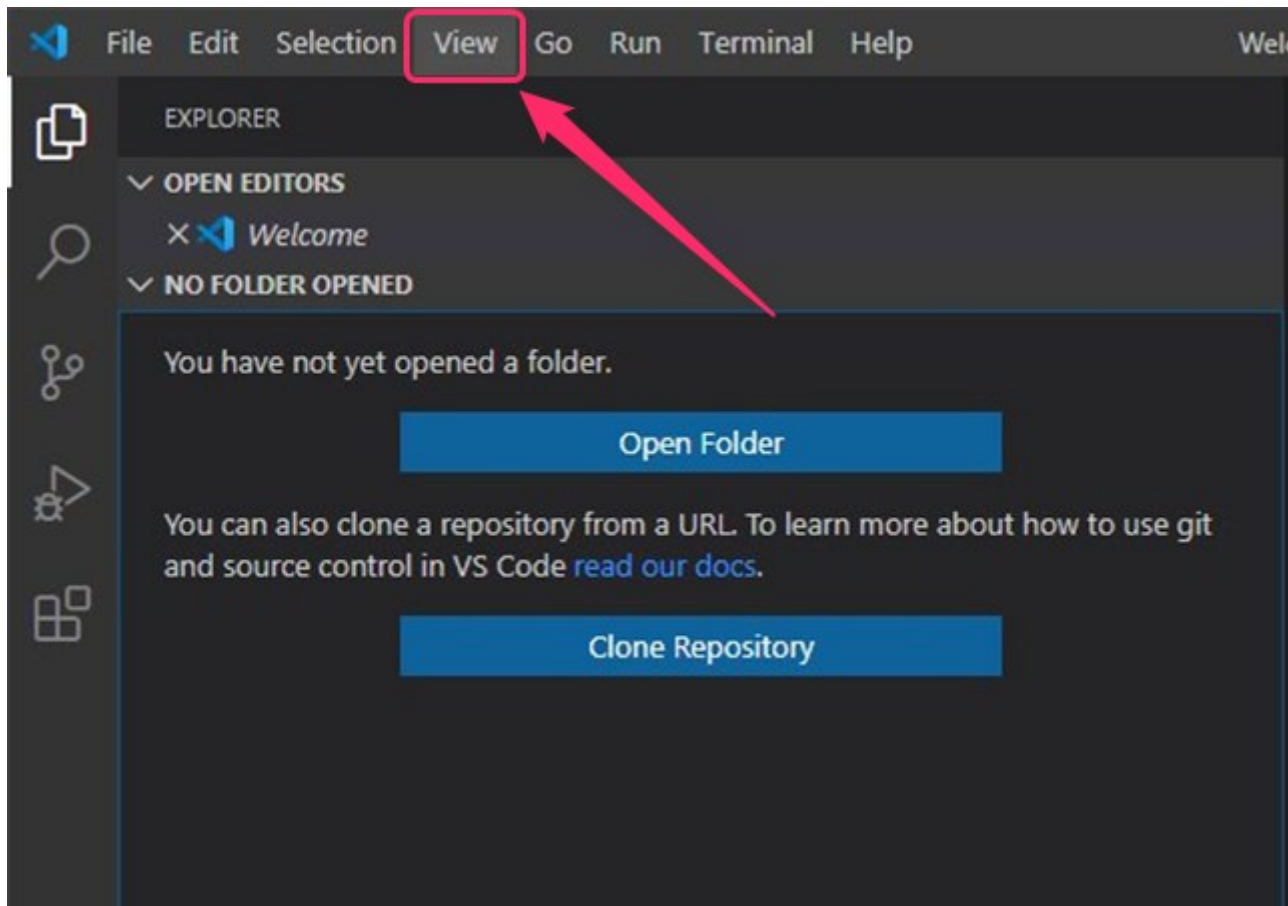 File Edit Selection View Go Run Terminal Help
EXPLORER
OPEN EDITORS
Welcome
NO FOLDER OPENED
You have not yet opened a folder.
Open Folder
You can also clone a repository from a URL. To learn more about how to use git
and source control in VS Code read our docs.
Clone Repository